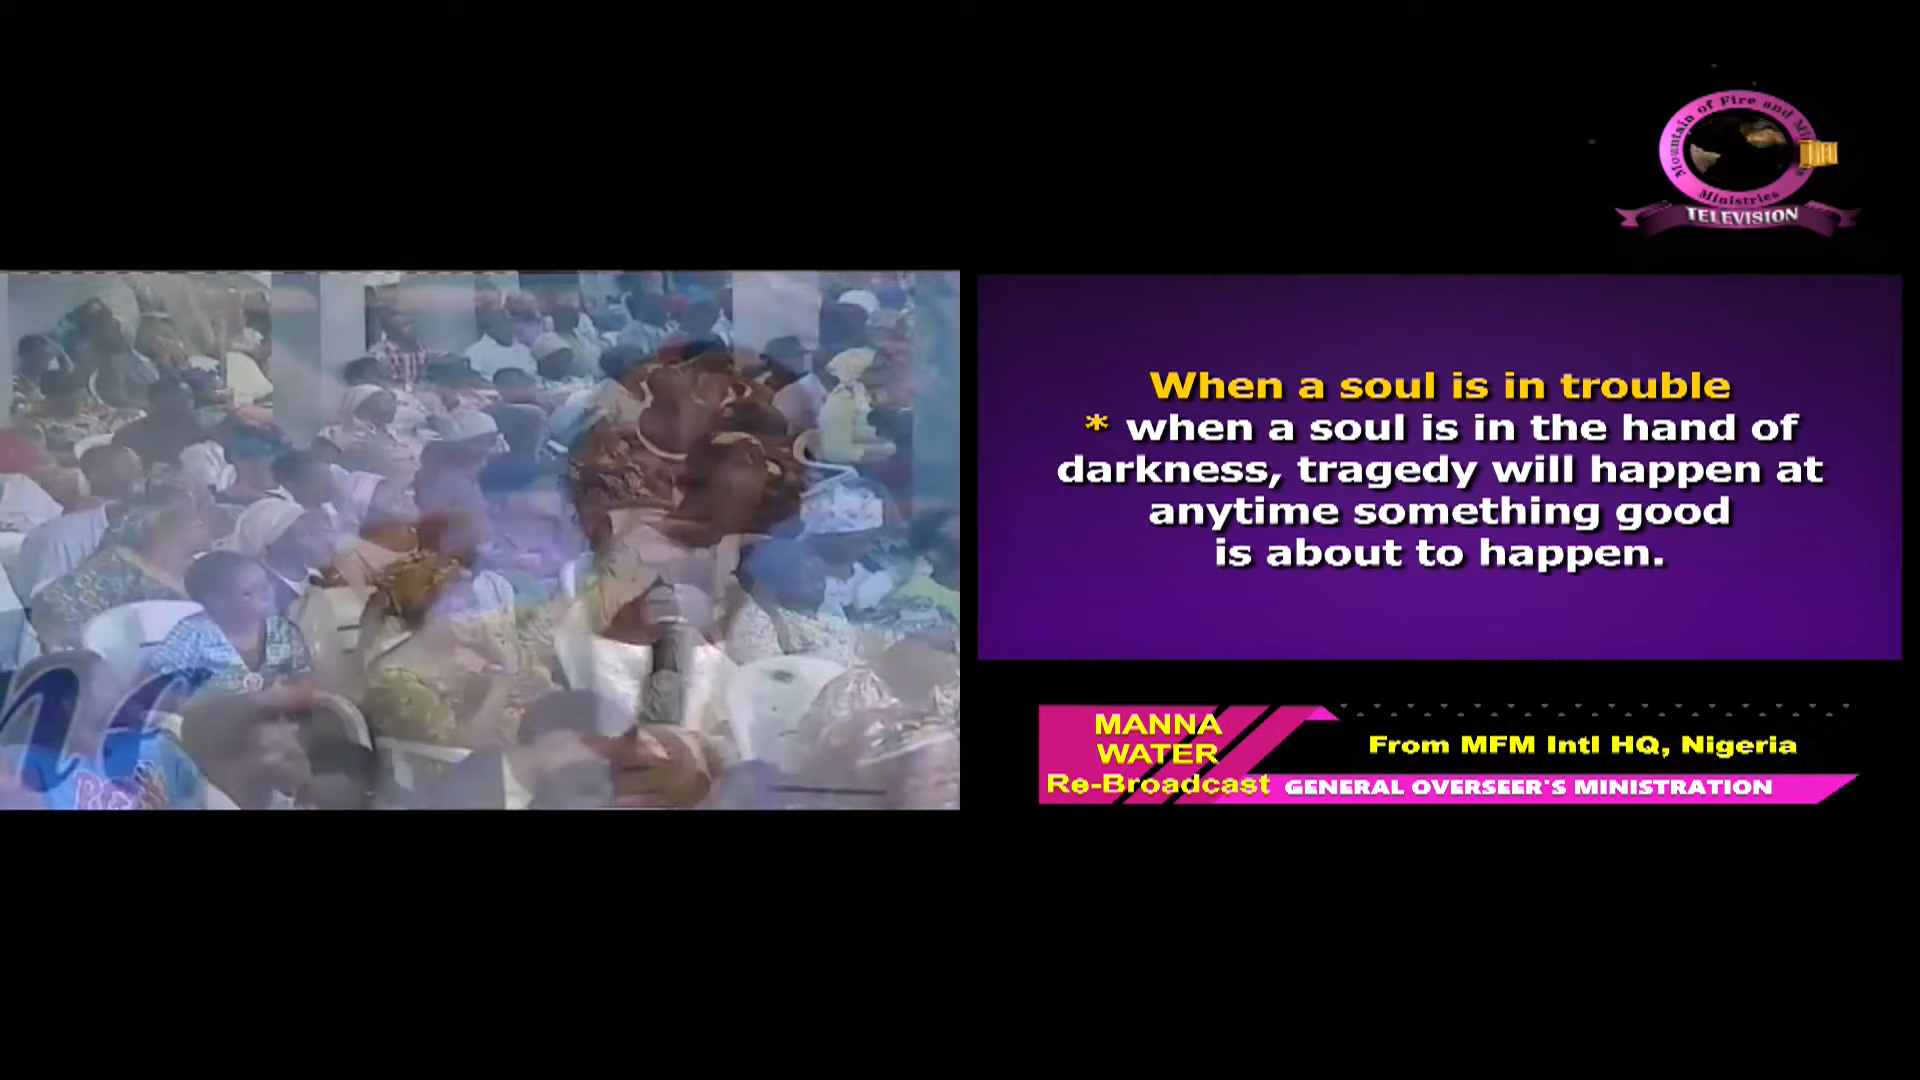 Mountain of Fire and
Ministries
TELEVISION
When a soul is in trouble
* when a soul is in the hand of
darkness, tragedy will happen at
anytime something good
is about to happen.
MANNA
WATER
Re-Broadcast
From MFM Intl HQ, Nigeria
GENERAL OVERSEER'S MINISTRATION